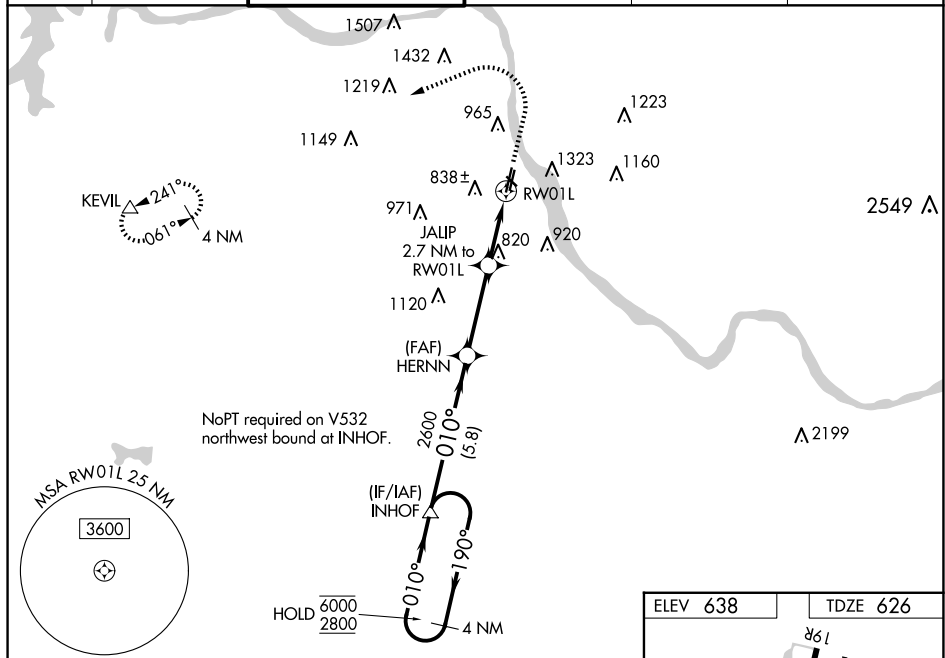 1507
1432
1219
965
1223
1149
1323
1160
838±
RW01L
KEVIL
241°
061°
4 NM
971
2549
JALIP
2.7 NM to
RW01L
820
920
1120
(FAF)
HERNN
NoPT required on V532
northwest bound at INHOF.
2600
010°
(5.8)
2199
MSA RW01L 25 NM
3600
(IF/IAF)
INHOF
010°
190°
HOLD 6000
2800
4 NM
ELEV 638
TDZE 626
19R